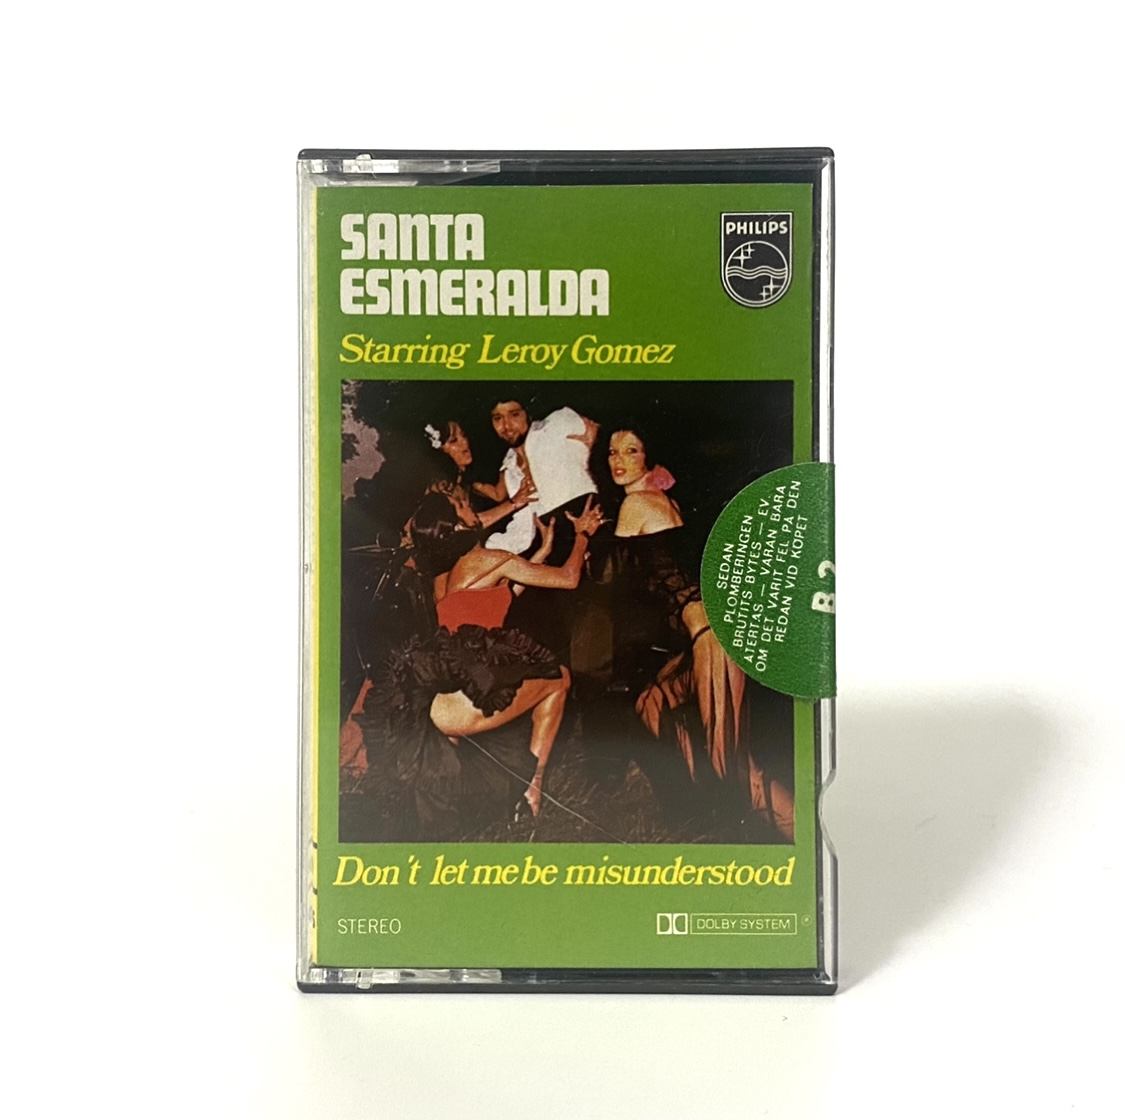 SANTA
ESMERALDA
PHILIPS
Starring Leroy Gomez
SEDAN
PLOMBERINGEN
BRUTITS BYTES — EV.
ÅTERTAS — VARAN BARA
OM DET VARIT FEL PÅ DEN
REDAN VID KÖPET
B 2
Don't let me be misunderstood
STEREO
DOLBY SYSTEM